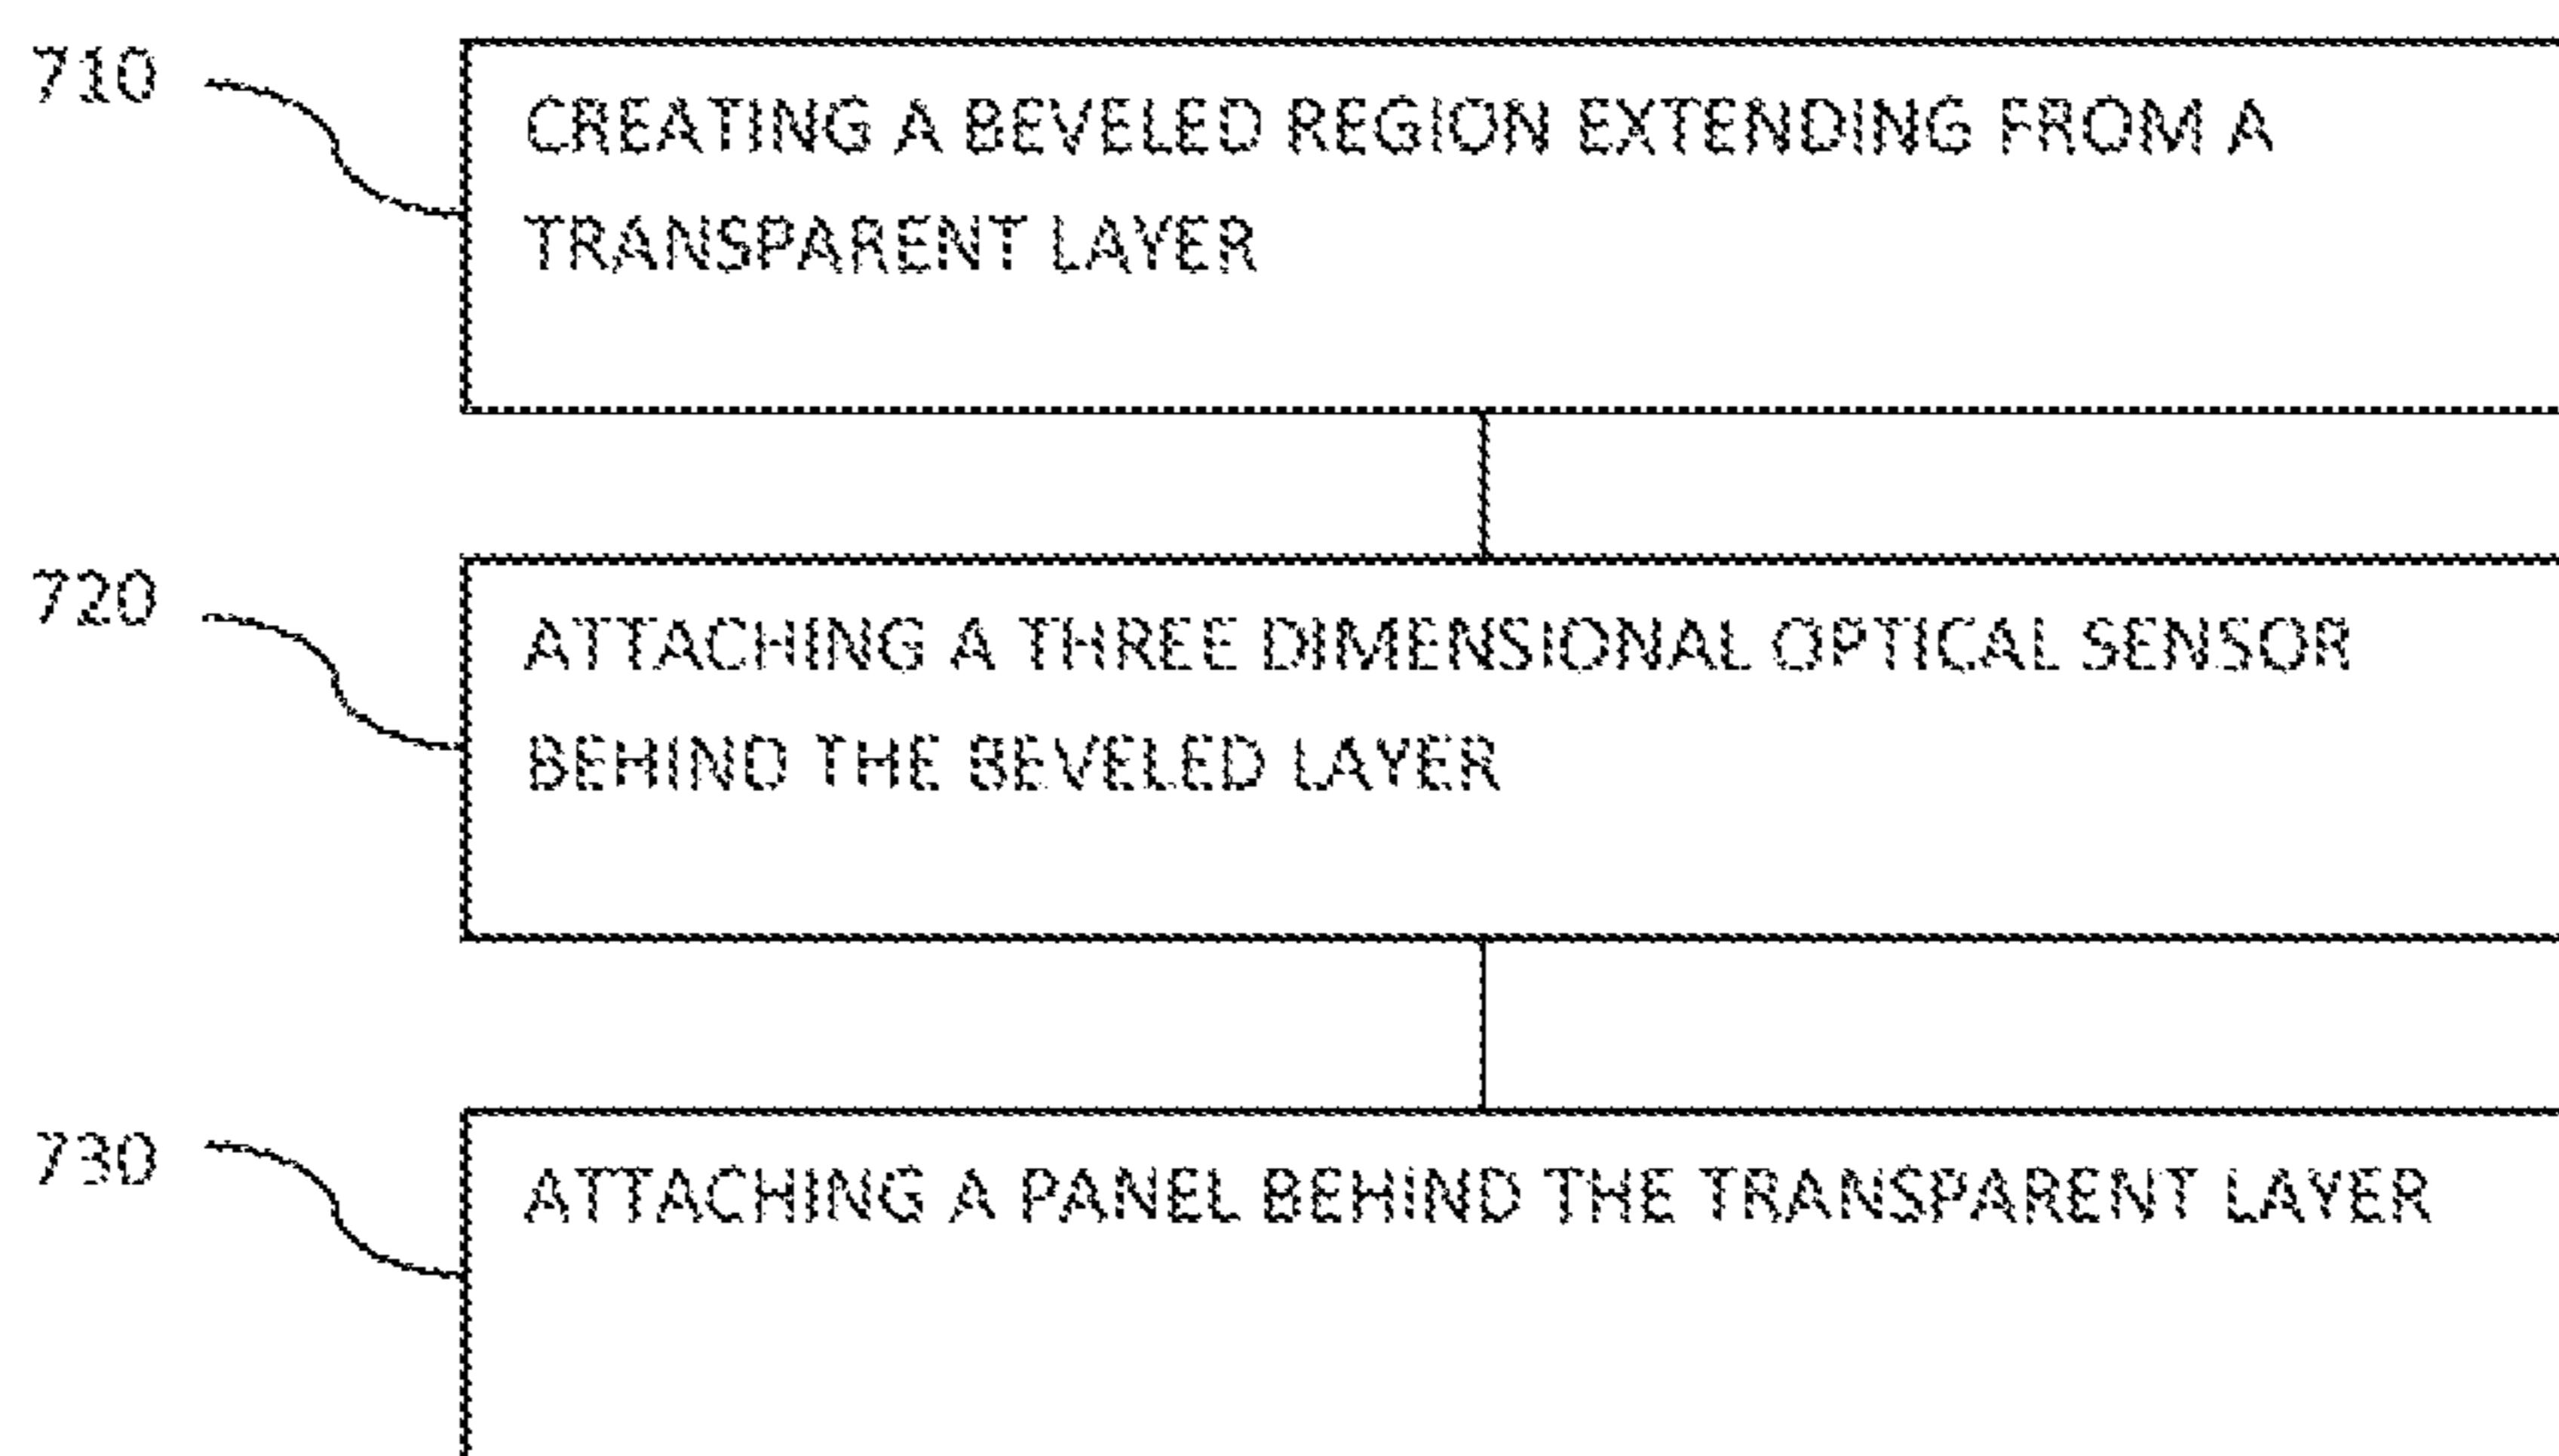 710
CREATING A BEVELED REGION EXTENDING FROM A
TRANSPARENT LAYER
720
ATTACHING A THREE DIMENSIONAL OPTICAL SENSOR
BEHIND THE BEVELED LAYER
730
ATTACHING A PANEL BEHIND THE TRANSPARENT LAYER